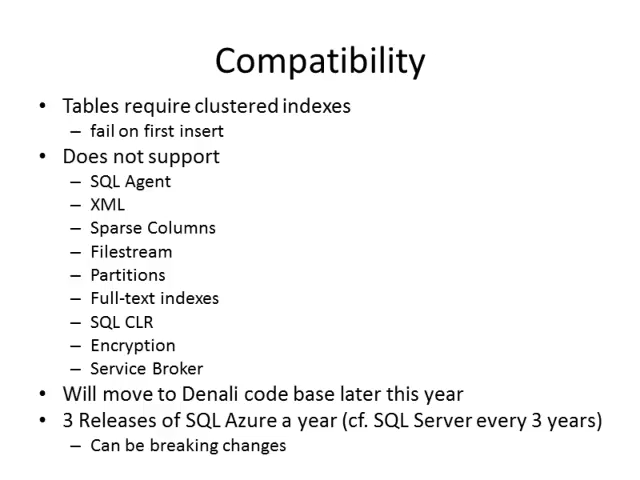 Compatibility
• Tables require clustered indexes
– fail on first insert
• Does not support
– SQL Agent
– XML
– Sparse Columns
– Filestream
– Partitions
– Full-text indexes
– SQL CLR
– Encryption
– Service Broker
• Will move to Denali code base later this year
• 3 Releases of SQL Azure a year (cf. SQL Server every 3 years)
– Can be breaking changes